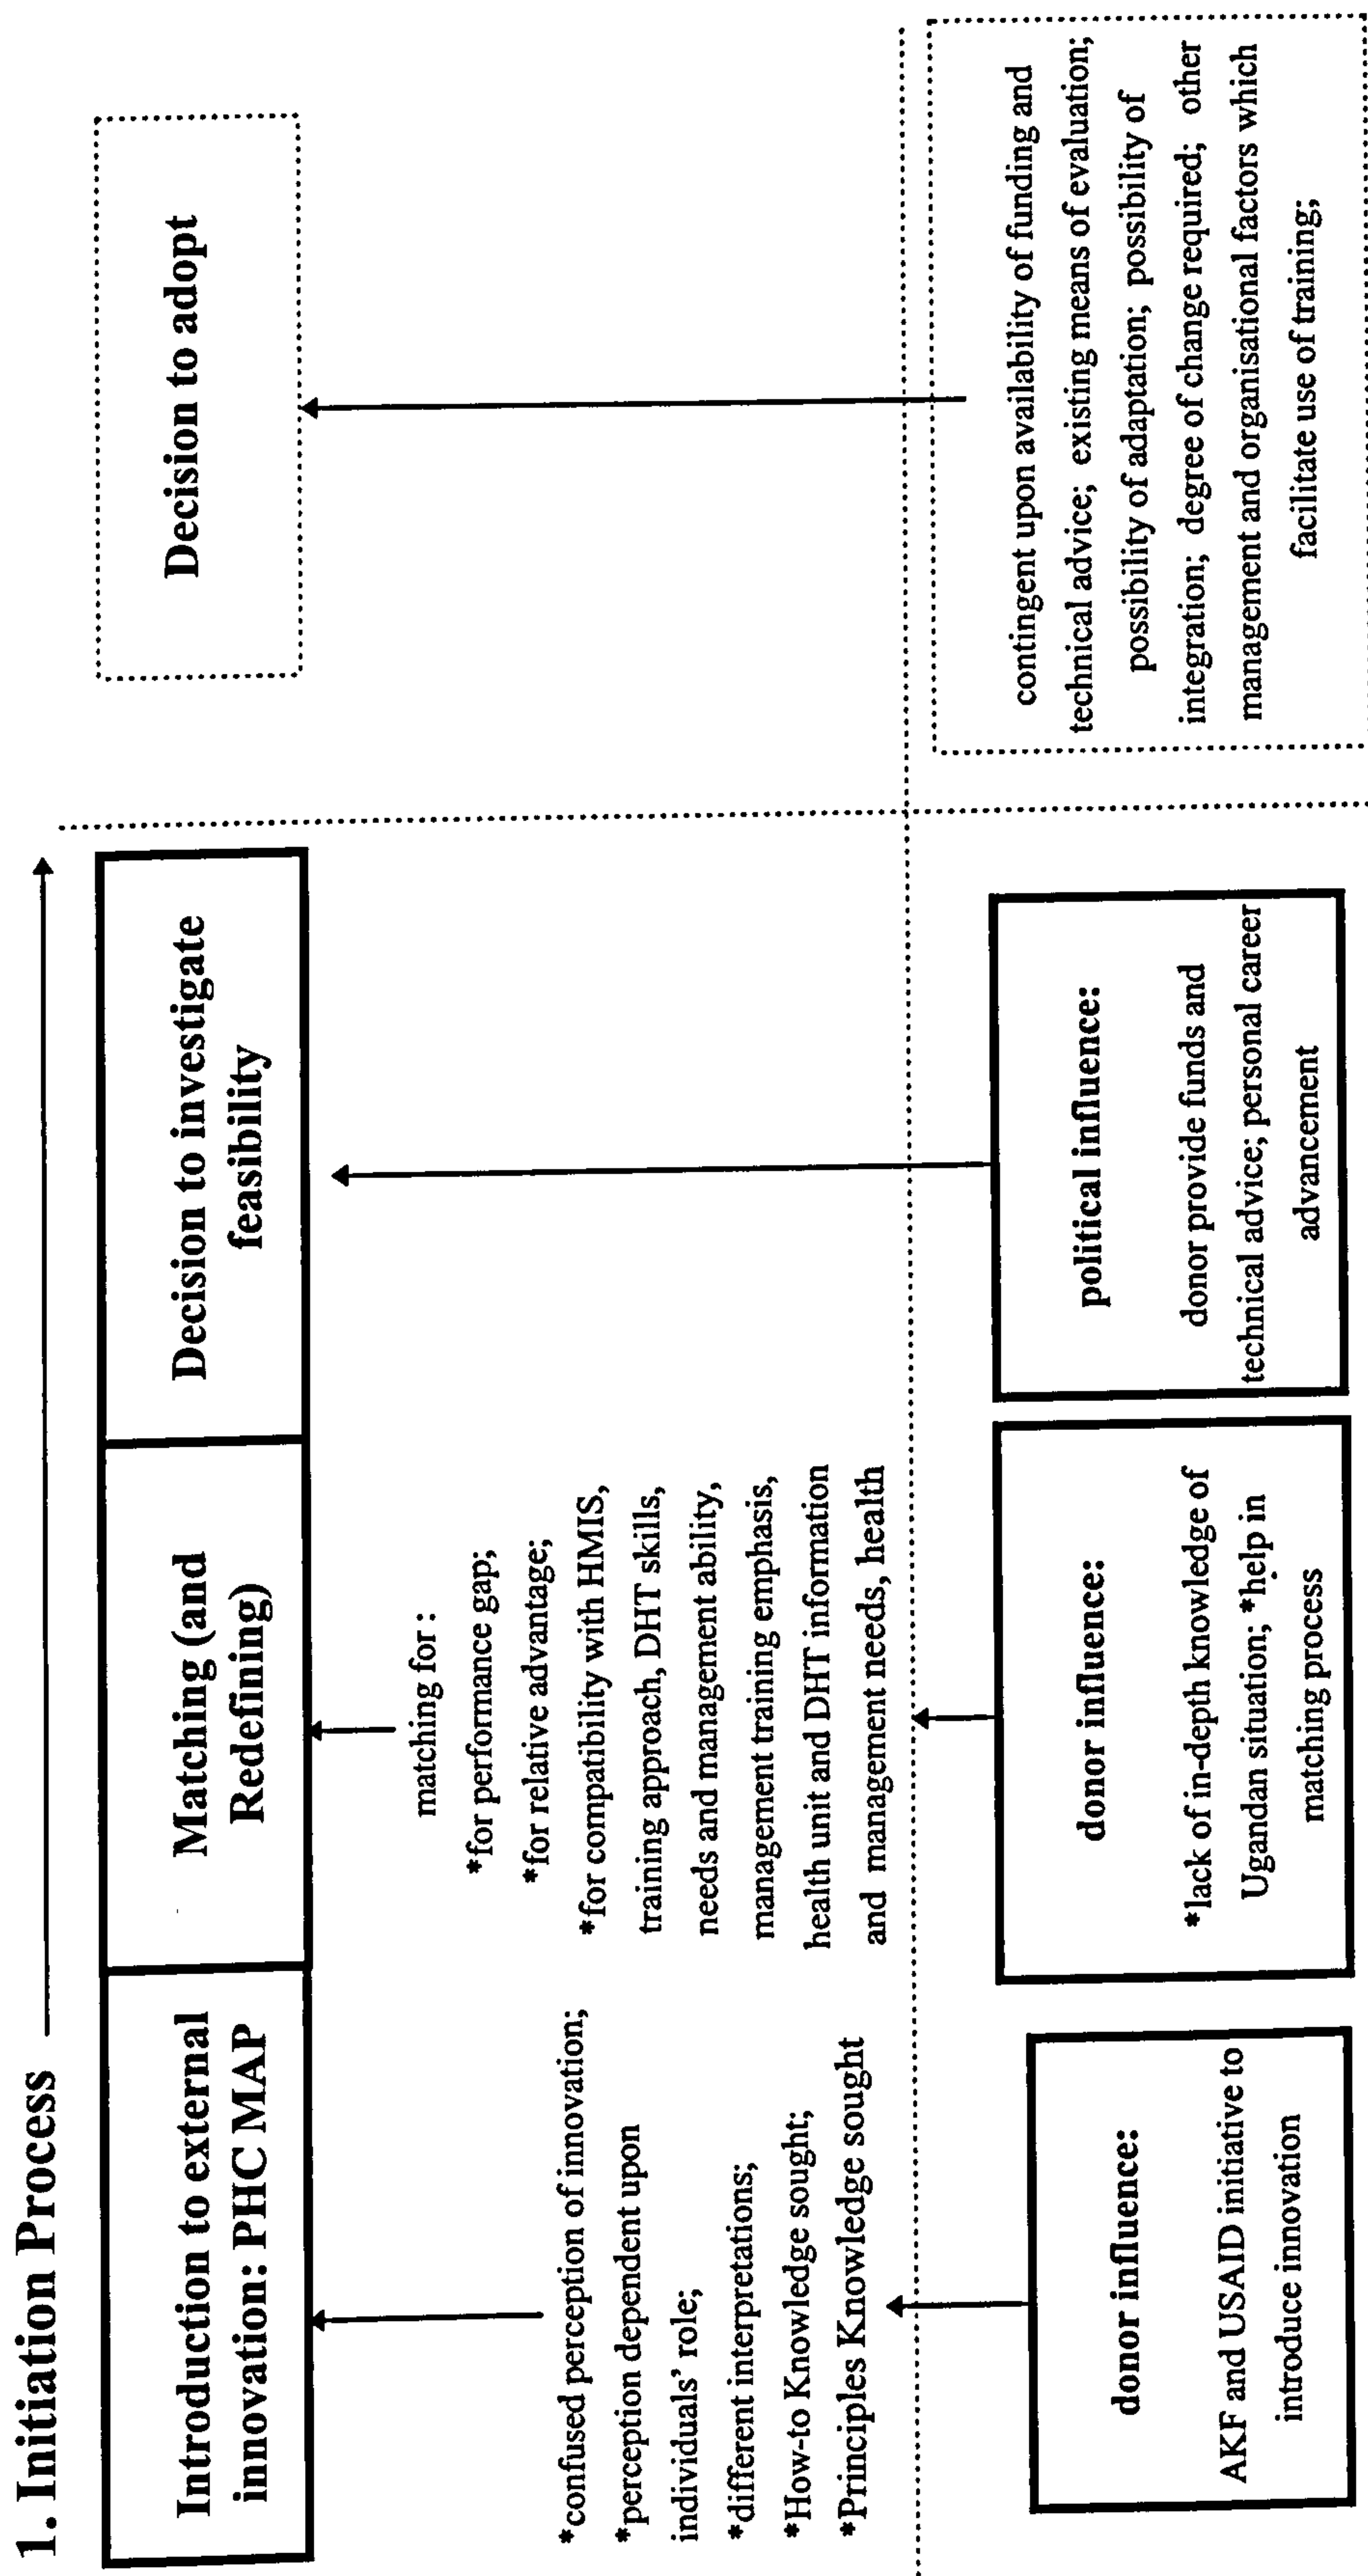 1. Initiation Process
Introduction to external
innovation: PHC MAP
Matching (and
Redefining)
Decision to investigate
feasibility
Decision to adopt
*confused perception of innovation;
*perception dependent upon
individuals' role;
*different interpretations;
*How-to Knowledge sought;
*Principles Knowledge sought
matching for :
*for performance gap;
*for relative advantage;
*for compatibility with HMIS,
training approach, DHT skills,
needs and management ability,
management training emphasis,
health unit and DHT information
and management needs, health
donor influence:
AKF and USAID initiative to
introduce innovation
donor influence:
*lack of in-depth knowledge of
Ugandan situation; *help in
matching process
political influence:
donor provide funds and
technical advice; personal career
advancement
contingent upon availability of funding and
technical advice; existing means of evaluation;
possibility of adaptation; possibility of
integration; degree of change required; other
management and organisational factors which
facilitate use of training;